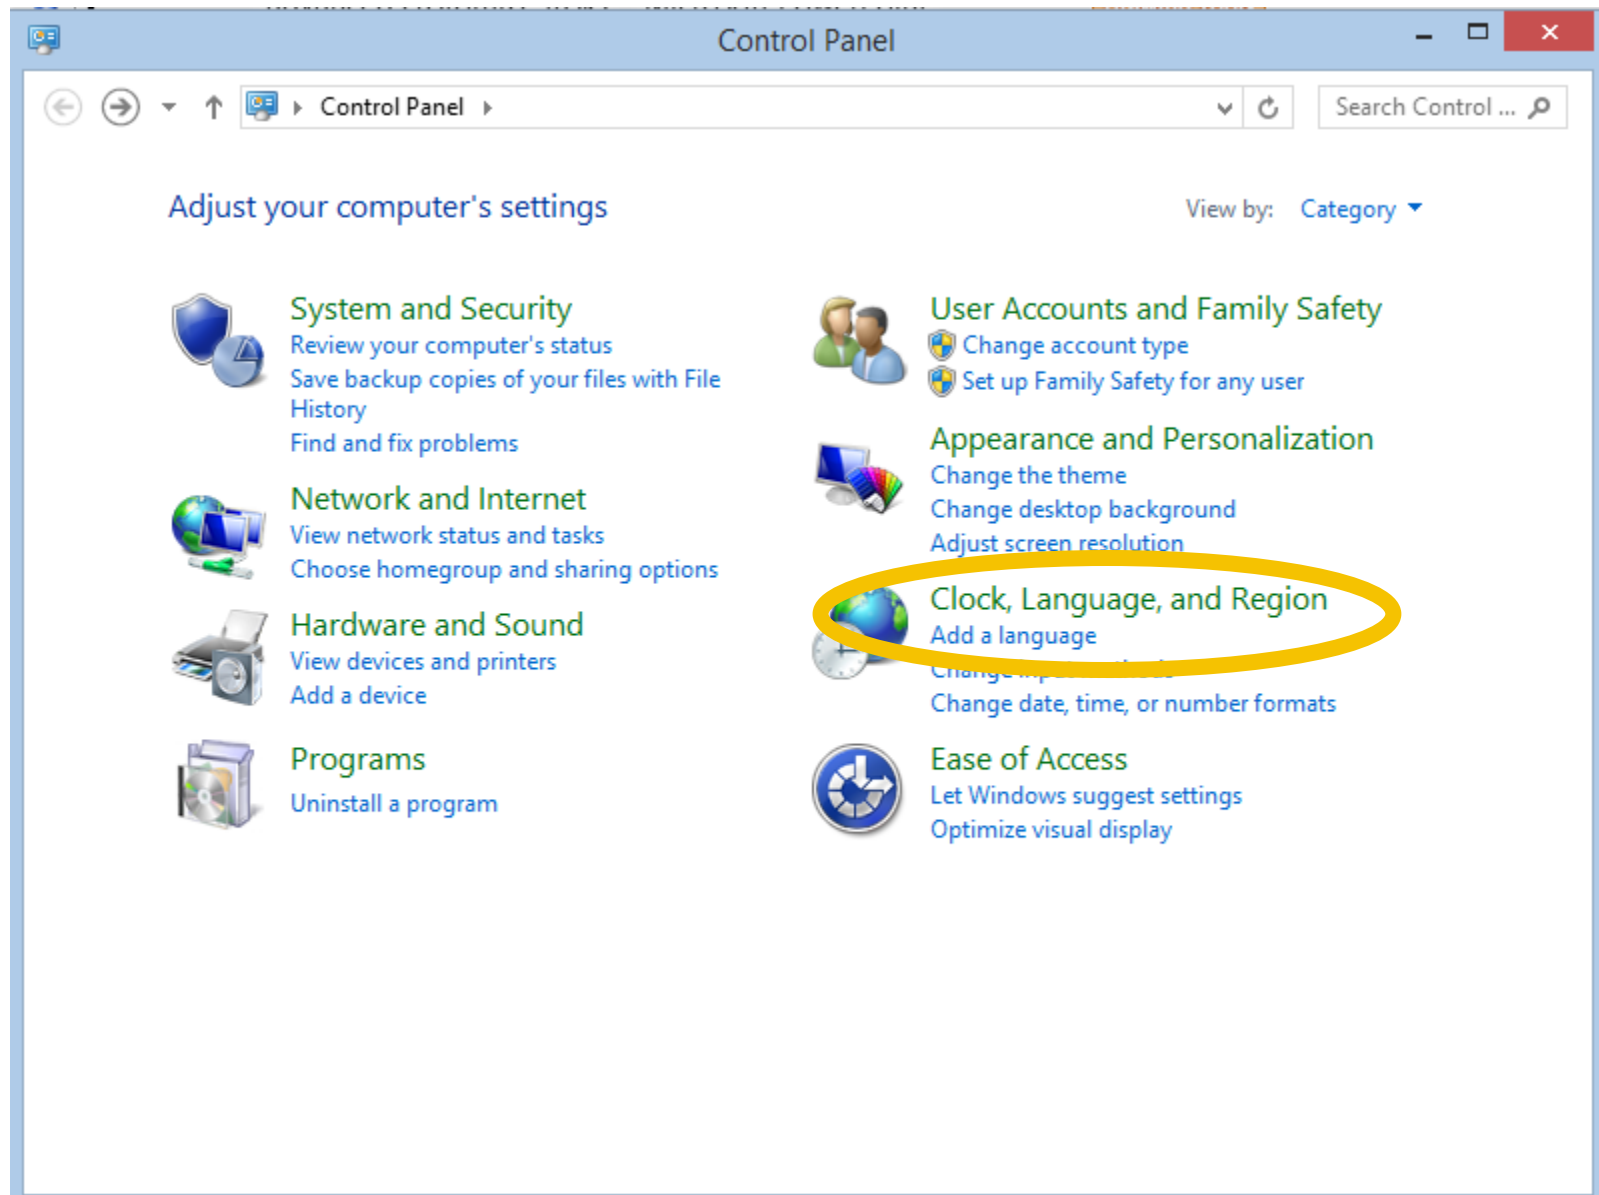 Control Panel
Control Panel
Search Control ...
Adjust your computer's settings
View by: Category
System and Security
Review your computer's status
Save backup copies of your files with File
History
Find and fix problems
Network and Internet
View network status and tasks
Choose homegroup and sharing options
Hardware and Sound
View devices and printers
Add a device
Programs
Uninstall a program
User Accounts and Family Safety
Change account type
Set up Family Safety for any user
Appearance and Personalization
Change the theme
Change desktop background
Adjust screen resolution
Clock, Language, and Region
Add a language
Change input
Change date, time, or number formats
Ease of Access
Let Windows suggest settings
Optimize visual display